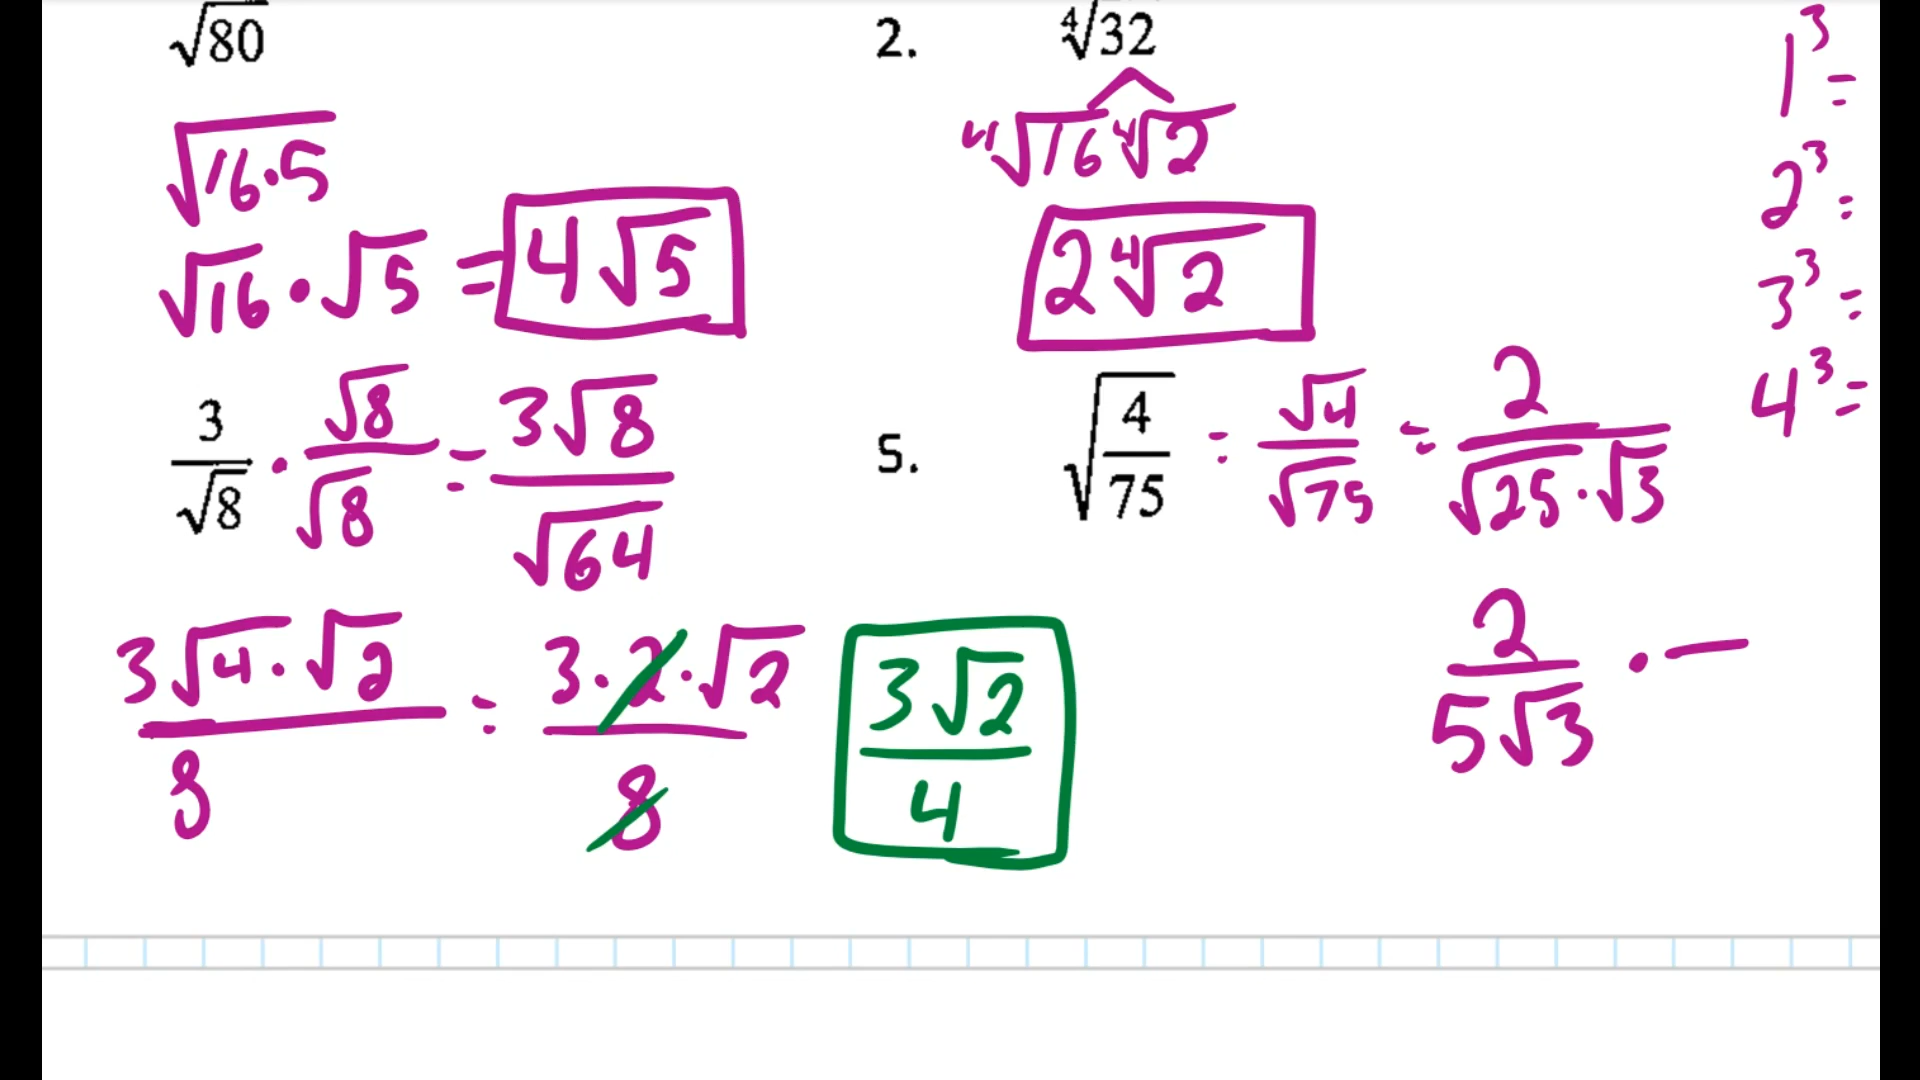 √80
√16·5
√16 · √5 = 4√5
2. ∜32
∜16 ∜2
2∜2
3/√8 · √8/√8 = 3√8/√64
3√4·√2/8 = 3·2·√2/8
3√2/4
5. √(4/75) = √4/√75 = 2/(√25·√3)
2/(5√3) · —
1³=
2³=
3³=
4³=